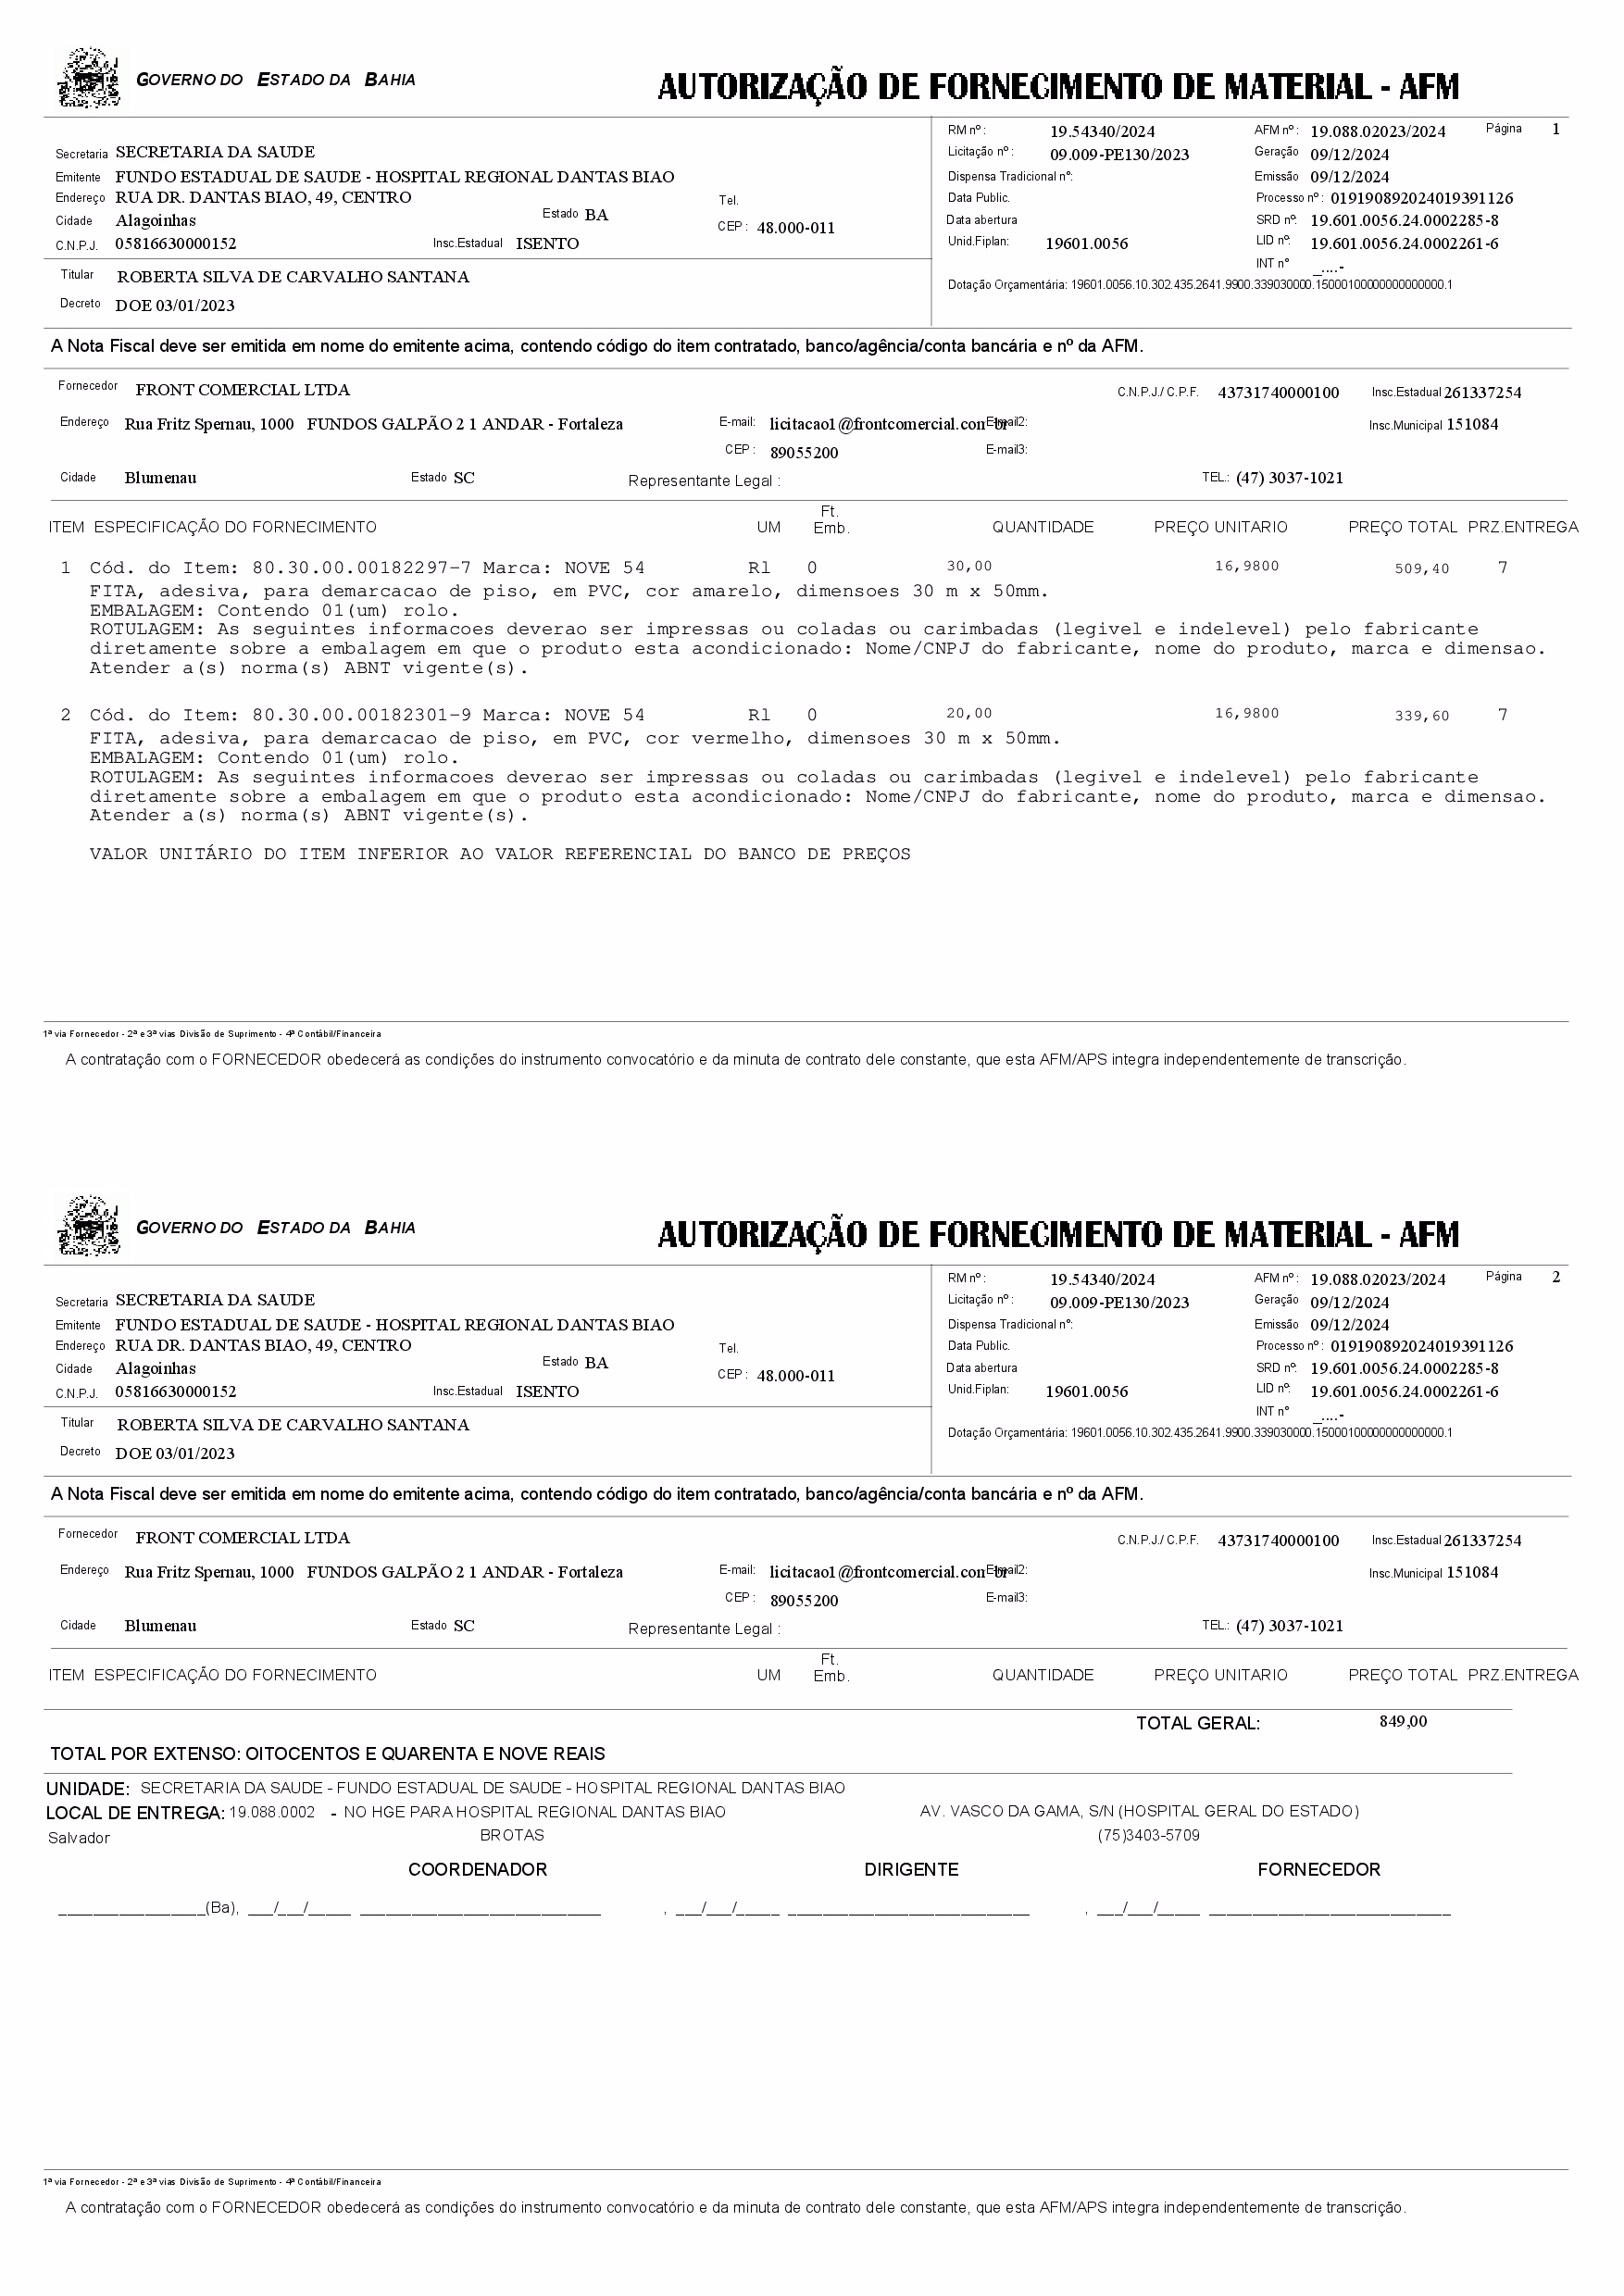 GOVERNO DO ESTADO DA BAHIA
AUTORIZAÇÃO DE FORNECIMENTO DE MATERIAL - AFM
RM nº : 19.54340/2024 AFM nº : 19.088.02023/2024 Página 1
Secretaria SECRETARIA DA SAUDE Licitação nº : 09.009-PE130/2023 Geração 09/12/2024
Emitente FUNDO ESTADUAL DE SAUDE - HOSPITAL REGIONAL DANTAS BIAO Dispensa Tradicional n°: Emissão 09/12/2024
Endereço RUA DR. DANTAS BIAO, 49, CENTRO Tel. Data Public. Processo nº : 019190892024019391126
Cidade Alagoinhas Estado BA CEP : 48.000-011 Data abertura SRD nº: 19.601.0056.24.0002285-8
C.N.P.J. 05816630000152 Insc.Estadual ISENTO Unid.Fiplan: 19601.0056 LID nº: 19.601.0056.24.0002261-6
INT n° _....-
Titular ROBERTA SILVA DE CARVALHO SANTANA Dotação Orçamentária: 19601.0056.10.302.435.2641.9900.339030000.15000100000000000000.1
Decreto DOE 03/01/2023
A Nota Fiscal deve ser emitida em nome do emitente acima, contendo código do item contratado, banco/agência/conta bancária e nº da AFM.
Fornecedor FRONT COMERCIAL LTDA C.N.P.J./ C.P.F. 43731740000100 Insc.Estadual 261337254
Endereço Rua Fritz Spernau, 1000 FUNDOS GALPÃO 2 1 ANDAR - Fortaleza E-mail: licitacao1@frontcomercial.com br E-mail2: Insc.Municipal 151084
CEP : 89055200 E-mail3:
Cidade Blumenau Estado SC Representante Legal : TEL.: (47) 3037-1021
ITEM ESPECIFICAÇÃO DO FORNECIMENTO UM Ft. Emb. QUANTIDADE PREÇO UNITARIO PREÇO TOTAL PRZ.ENTREGA
1 Cód. do Item: 80.30.00.00182297-7 Marca: NOVE 54 Rl 0 30,00 16,9800 509,40 7
FITA, adesiva, para demarcacao de piso, em PVC, cor amarelo, dimensoes 30 m x 50mm.
EMBALAGEM: Contendo 01(um) rolo.
ROTULAGEM: As seguintes informacoes deverao ser impressas ou coladas ou carimbadas (legivel e indelevel) pelo fabricante
diretamente sobre a embalagem em que o produto esta acondicionado: Nome/CNPJ do fabricante, nome do produto, marca e dimensao.
Atender a(s) norma(s) ABNT vigente(s).
2 Cód. do Item: 80.30.00.00182301-9 Marca: NOVE 54 Rl 0 20,00 16,9800 339,60 7
FITA, adesiva, para demarcacao de piso, em PVC, cor vermelho, dimensoes 30 m x 50mm.
EMBALAGEM: Contendo 01(um) rolo.
ROTULAGEM: As seguintes informacoes deverao ser impressas ou coladas ou carimbadas (legivel e indelevel) pelo fabricante
diretamente sobre a embalagem em que o produto esta acondicionado: Nome/CNPJ do fabricante, nome do produto, marca e dimensao.
Atender a(s) norma(s) ABNT vigente(s).
VALOR UNITÁRIO DO ITEM INFERIOR AO VALOR REFERENCIAL DO BANCO DE PREÇOS
1ª via Fornecedor - 2ª e 3ª vias Divisão de Suprimento - 4ª Contábil/Financeira
A contratação com o FORNECEDOR obedecerá as condições do instrumento convocatório e da minuta de contrato dele constante, que esta AFM/APS integra independentemente de transcrição.
GOVERNO DO ESTADO DA BAHIA
AUTORIZAÇÃO DE FORNECIMENTO DE MATERIAL - AFM
RM nº : 19.54340/2024 AFM nº : 19.088.02023/2024 Página 2
Secretaria SECRETARIA DA SAUDE Licitação nº : 09.009-PE130/2023 Geração 09/12/2024
Emitente FUNDO ESTADUAL DE SAUDE - HOSPITAL REGIONAL DANTAS BIAO Dispensa Tradicional n°: Emissão 09/12/2024
Endereço RUA DR. DANTAS BIAO, 49, CENTRO Tel. Data Public. Processo nº : 019190892024019391126
Cidade Alagoinhas Estado BA CEP : 48.000-011 Data abertura SRD nº: 19.601.0056.24.0002285-8
C.N.P.J. 05816630000152 Insc.Estadual ISENTO Unid.Fiplan: 19601.0056 LID nº: 19.601.0056.24.0002261-6
INT n° _....-
Titular ROBERTA SILVA DE CARVALHO SANTANA Dotação Orçamentária: 19601.0056.10.302.435.2641.9900.339030000.15000100000000000000.1
Decreto DOE 03/01/2023
A Nota Fiscal deve ser emitida em nome do emitente acima, contendo código do item contratado, banco/agência/conta bancária e nº da AFM.
Fornecedor FRONT COMERCIAL LTDA C.N.P.J./ C.P.F. 43731740000100 Insc.Estadual 261337254
Endereço Rua Fritz Spernau, 1000 FUNDOS GALPÃO 2 1 ANDAR - Fortaleza E-mail: licitacao1@frontcomercial.com br E-mail2: Insc.Municipal 151084
CEP : 89055200 E-mail3:
Cidade Blumenau Estado SC Representante Legal : TEL.: (47) 3037-1021
ITEM ESPECIFICAÇÃO DO FORNECIMENTO UM Ft. Emb. QUANTIDADE PREÇO UNITARIO PREÇO TOTAL PRZ.ENTREGA
TOTAL GERAL: 849,00
TOTAL POR EXTENSO: OITOCENTOS E QUARENTA E NOVE REAIS
UNIDADE: SECRETARIA DA SAUDE - FUNDO ESTADUAL DE SAUDE - HOSPITAL REGIONAL DANTAS BIAO
LOCAL DE ENTREGA: 19.088.0002 - NO HGE PARA HOSPITAL REGIONAL DANTAS BIAO AV. VASCO DA GAMA, S/N (HOSPITAL GERAL DO ESTADO)
Salvador BROTAS (75)3403-5709
COORDENADOR DIRIGENTE FORNECEDOR
_________________(Ba), ___/___/_____ ____________________________ , ___/___/_____ ____________________________ , ___/___/_____ ____________________________
1ª via Fornecedor - 2ª e 3ª vias Divisão de Suprimento - 4ª Contábil/Financeira
A contratação com o FORNECEDOR obedecerá as condições do instrumento convocatório e da minuta de contrato dele constante, que esta AFM/APS integra independentemente de transcrição.